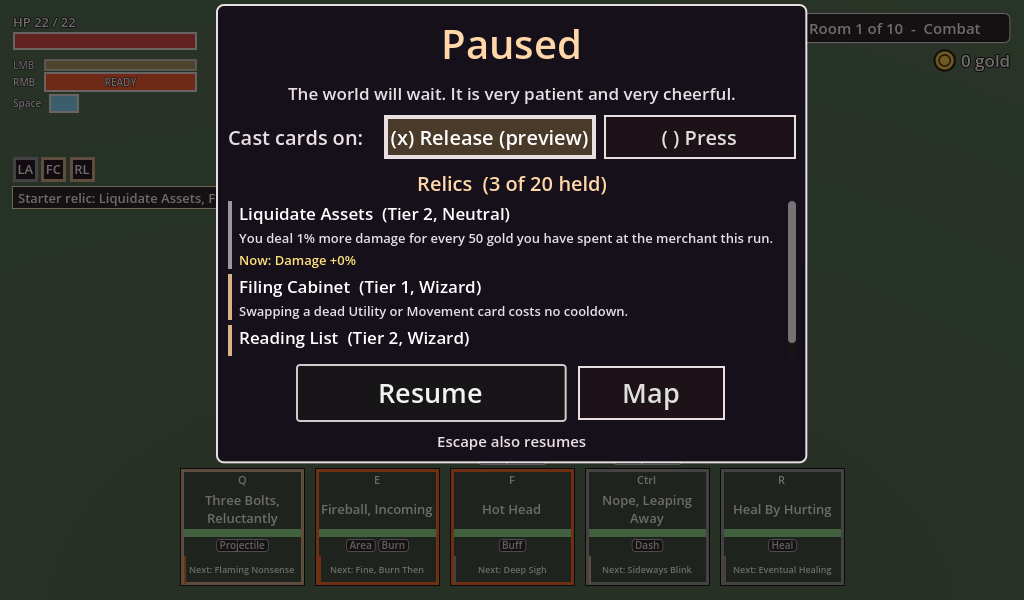 HP 22 / 22
LMB
RMB READY
Space
LA FC RL
Starter relic: Liquidate Assets, F
Room 1 of 10 - Combat
0 gold
Paused
The world will wait. It is very patient and very cheerful.
Cast cards on: (x) Release (preview) ( ) Press
Relics (3 of 20 held)
Liquidate Assets (Tier 2, Neutral)
You deal 1% more damage for every 50 gold you have spent at the merchant this run.
Now: Damage +0%
Filing Cabinet (Tier 1, Wizard)
Swapping a dead Utility or Movement card costs no cooldown.
Reading List (Tier 2, Wizard)
Resume Map
Escape also resumes
Q
Three Bolts,
Reluctantly
Projectile
Next: Flaming Nonsense
E
Fireball, Incoming
Area Burn
Next: Fine, Burn Then
F
Hot Head
Buff
Next: Deep Sigh
Ctrl
Nope, Leaping
Away
Dash
Next: Sideways Blink
R
Heal By Hurting
Heal
Next: Eventual Healing